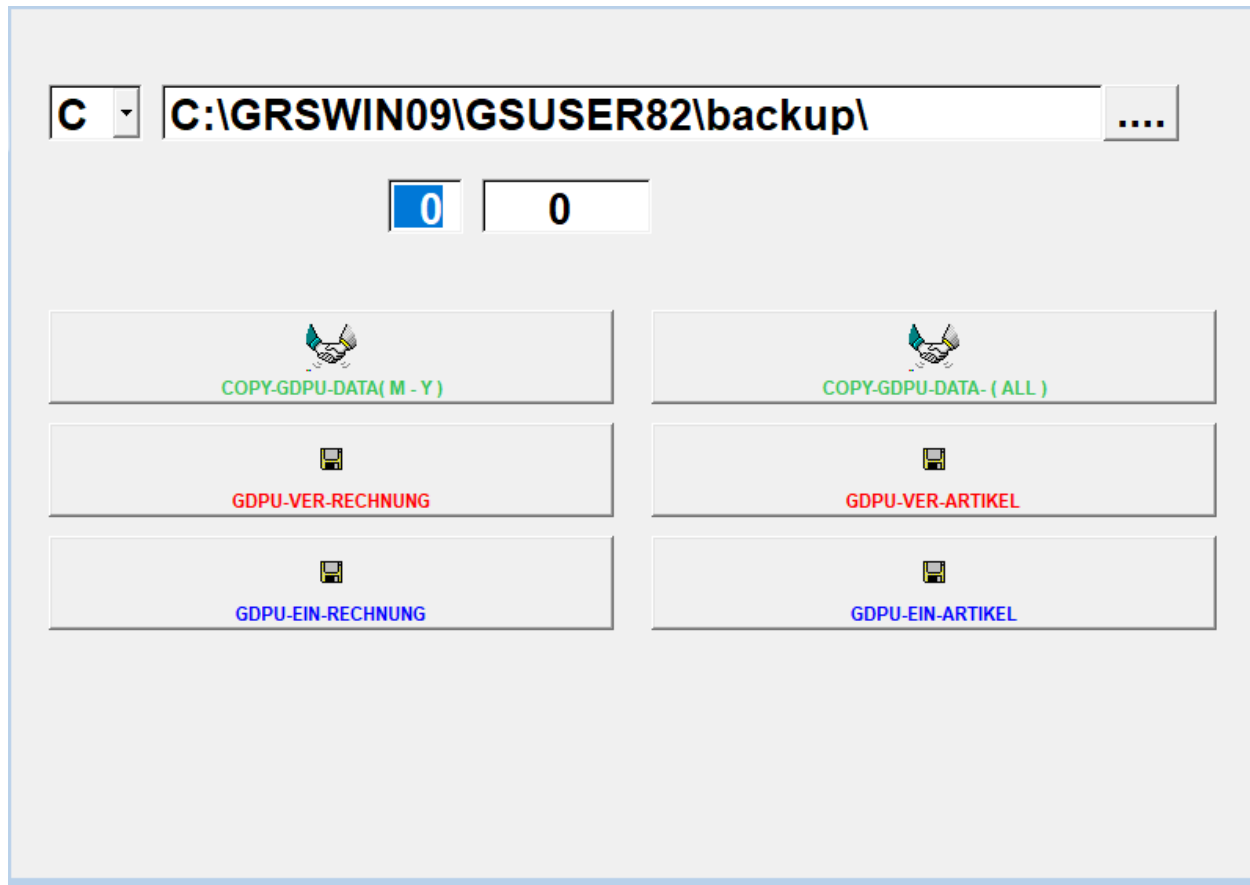 C C:\GRSWIN09\GSUSER82\backup\ ....
0 0
COPY-GDPU-DATA( M - Y ) COPY-GDPU-DATA- ( ALL )
GDPU-VER-RECHNUNG GDPU-VER-ARTIKEL
GDPU-EIN-RECHNUNG GDPU-EIN-ARTIKEL